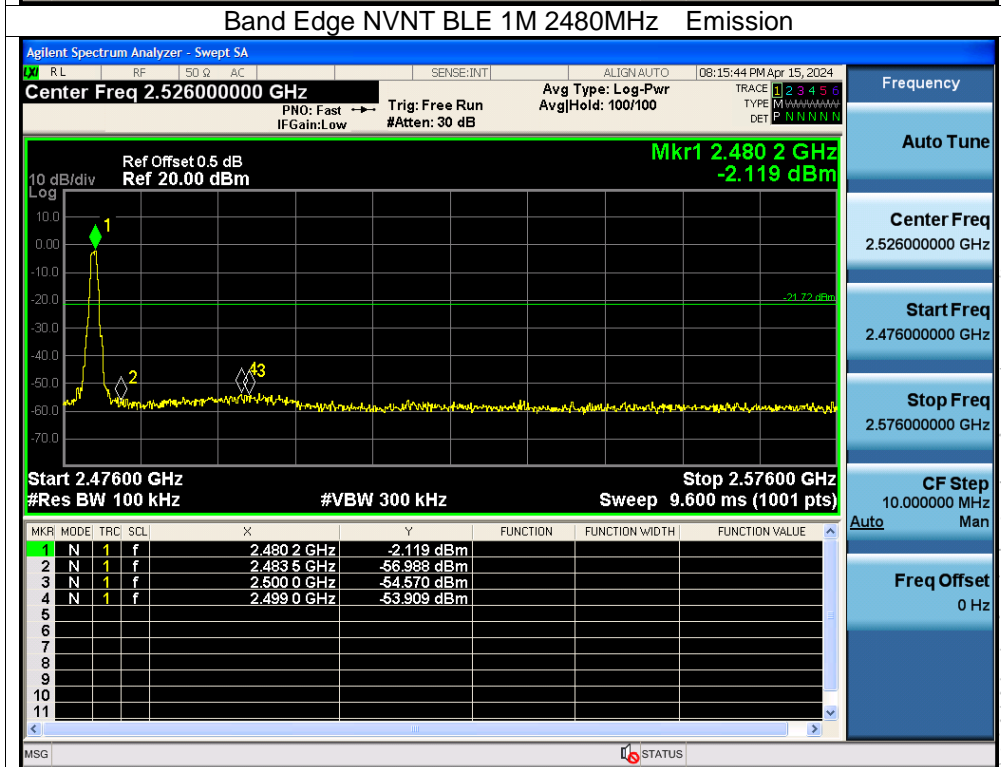 Band Edge NVNT BLE 1M 2480MHz Emission
Agilent Spectrum Analyzer - Swept SA
LXI RL RF 50 Ω AC SENSE:INT ALIGN AUTO 08:15:44 PM Apr 15, 2024
Center Freq 2.526000000 GHz
PNO: Fast
IFGain:Low
Trig: Free Run
#Atten: 30 dB
Avg Type: Log-Pwr
Avg|Hold: 100/100
TRACE 1 2 3 4 5 6
TYPE M WWWWW
DET P N N N N N
Ref Offset 0.5 dB
Ref 20.00 dBm
10 dB/div
Log
Mkr1 2.480 2 GHz
-2.119 dBm
10.0
0.00
-10.0
-20.0
-30.0
-40.0
-50.0
-60.0
-70.0
1
2
43
-21.72 dBm
Start 2.47600 GHz
Stop 2.57600 GHz
#Res BW 100 kHz
#VBW 300 kHz
Sweep 9.600 ms (1001 pts)
MKR MODE TRC SCL X Y FUNCTION FUNCTION WIDTH FUNCTION VALUE
1 N 1 f 2.480 2 GHz -2.119 dBm
2 N 1 f 2.483 5 GHz -56.988 dBm
3 N 1 f 2.500 0 GHz -54.570 dBm
4 N 1 f 2.499 0 GHz -53.909 dBm
5
6
7
8
9
10
11
MSG
STATUS
Frequency
Auto Tune
Center Freq
2.526000000 GHz
Start Freq
2.476000000 GHz
Stop Freq
2.576000000 GHz
CF Step
10.000000 MHz
Auto Man
Freq Offset
0 Hz